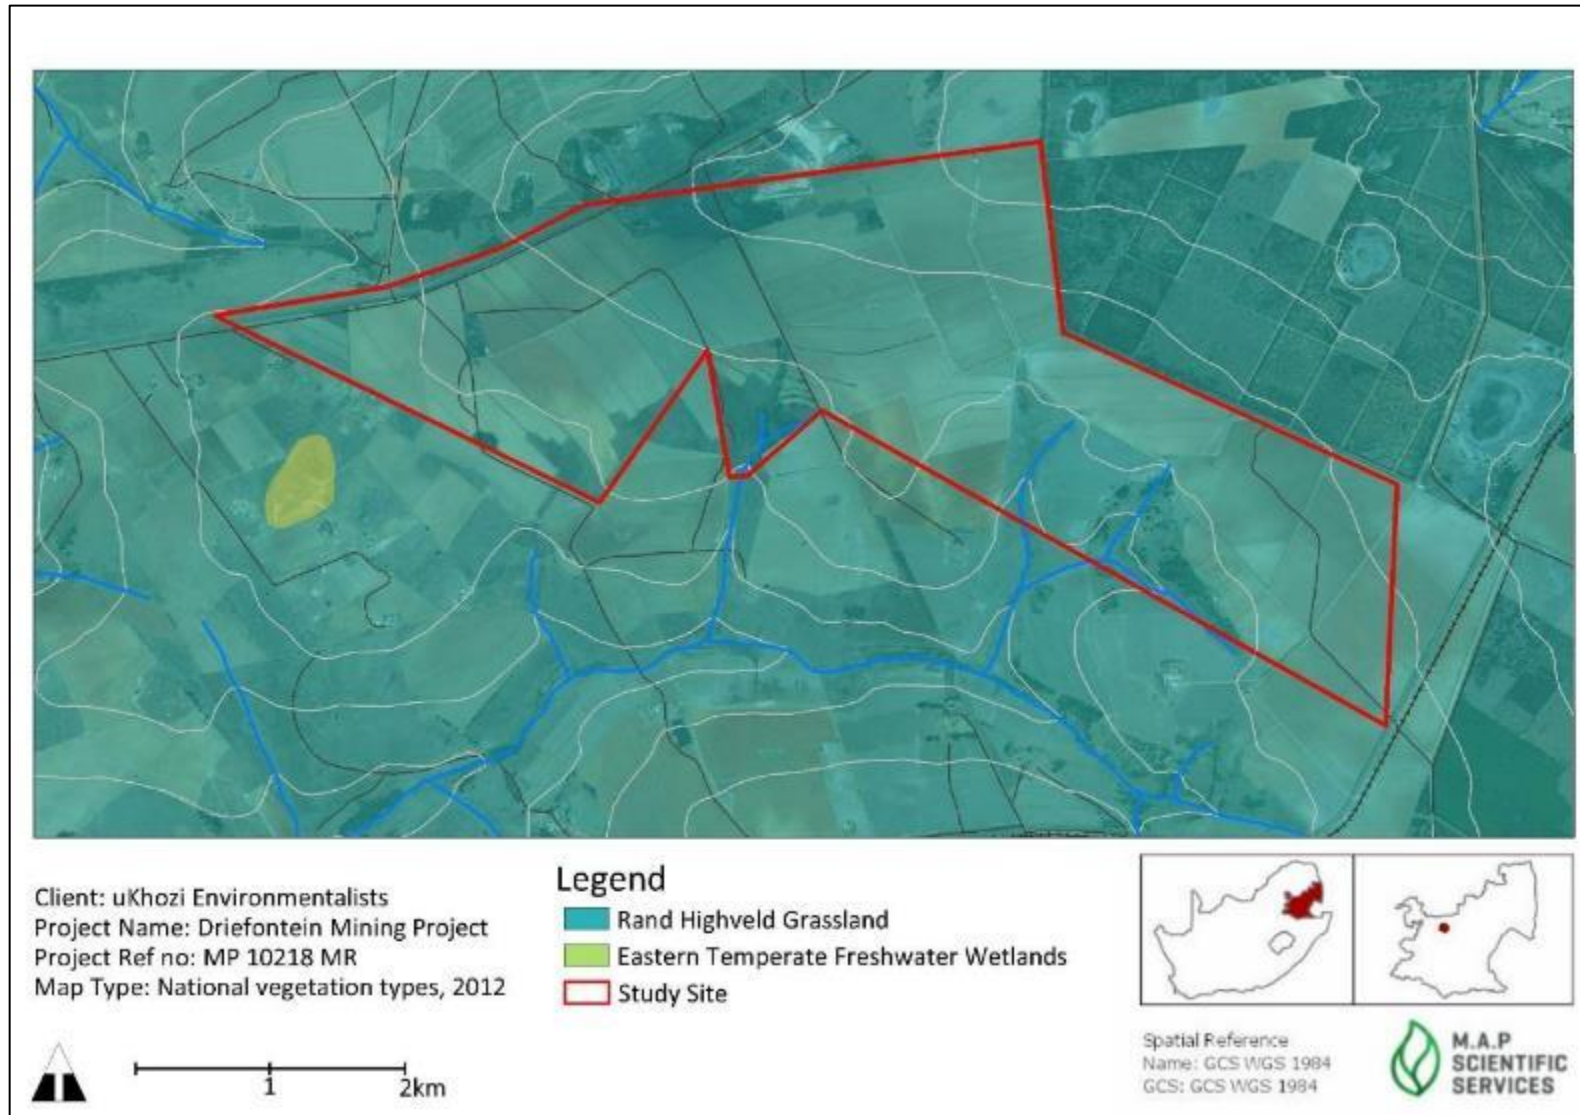 Client: uKhozi Environmentalists
Project Name: Driefontein Mining Project
Project Ref no: MP 10218 MR
Map Type: National vegetation types, 2012
1
2km
Legend
Rand Highveld Grassland
Eastern Temperate Freshwater Wetlands
Study Site
Spatial Reference
Name: GCS WGS 1984
GCS: GCS WGS 1984
M.A.P
SCIENTIFIC
SERVICES